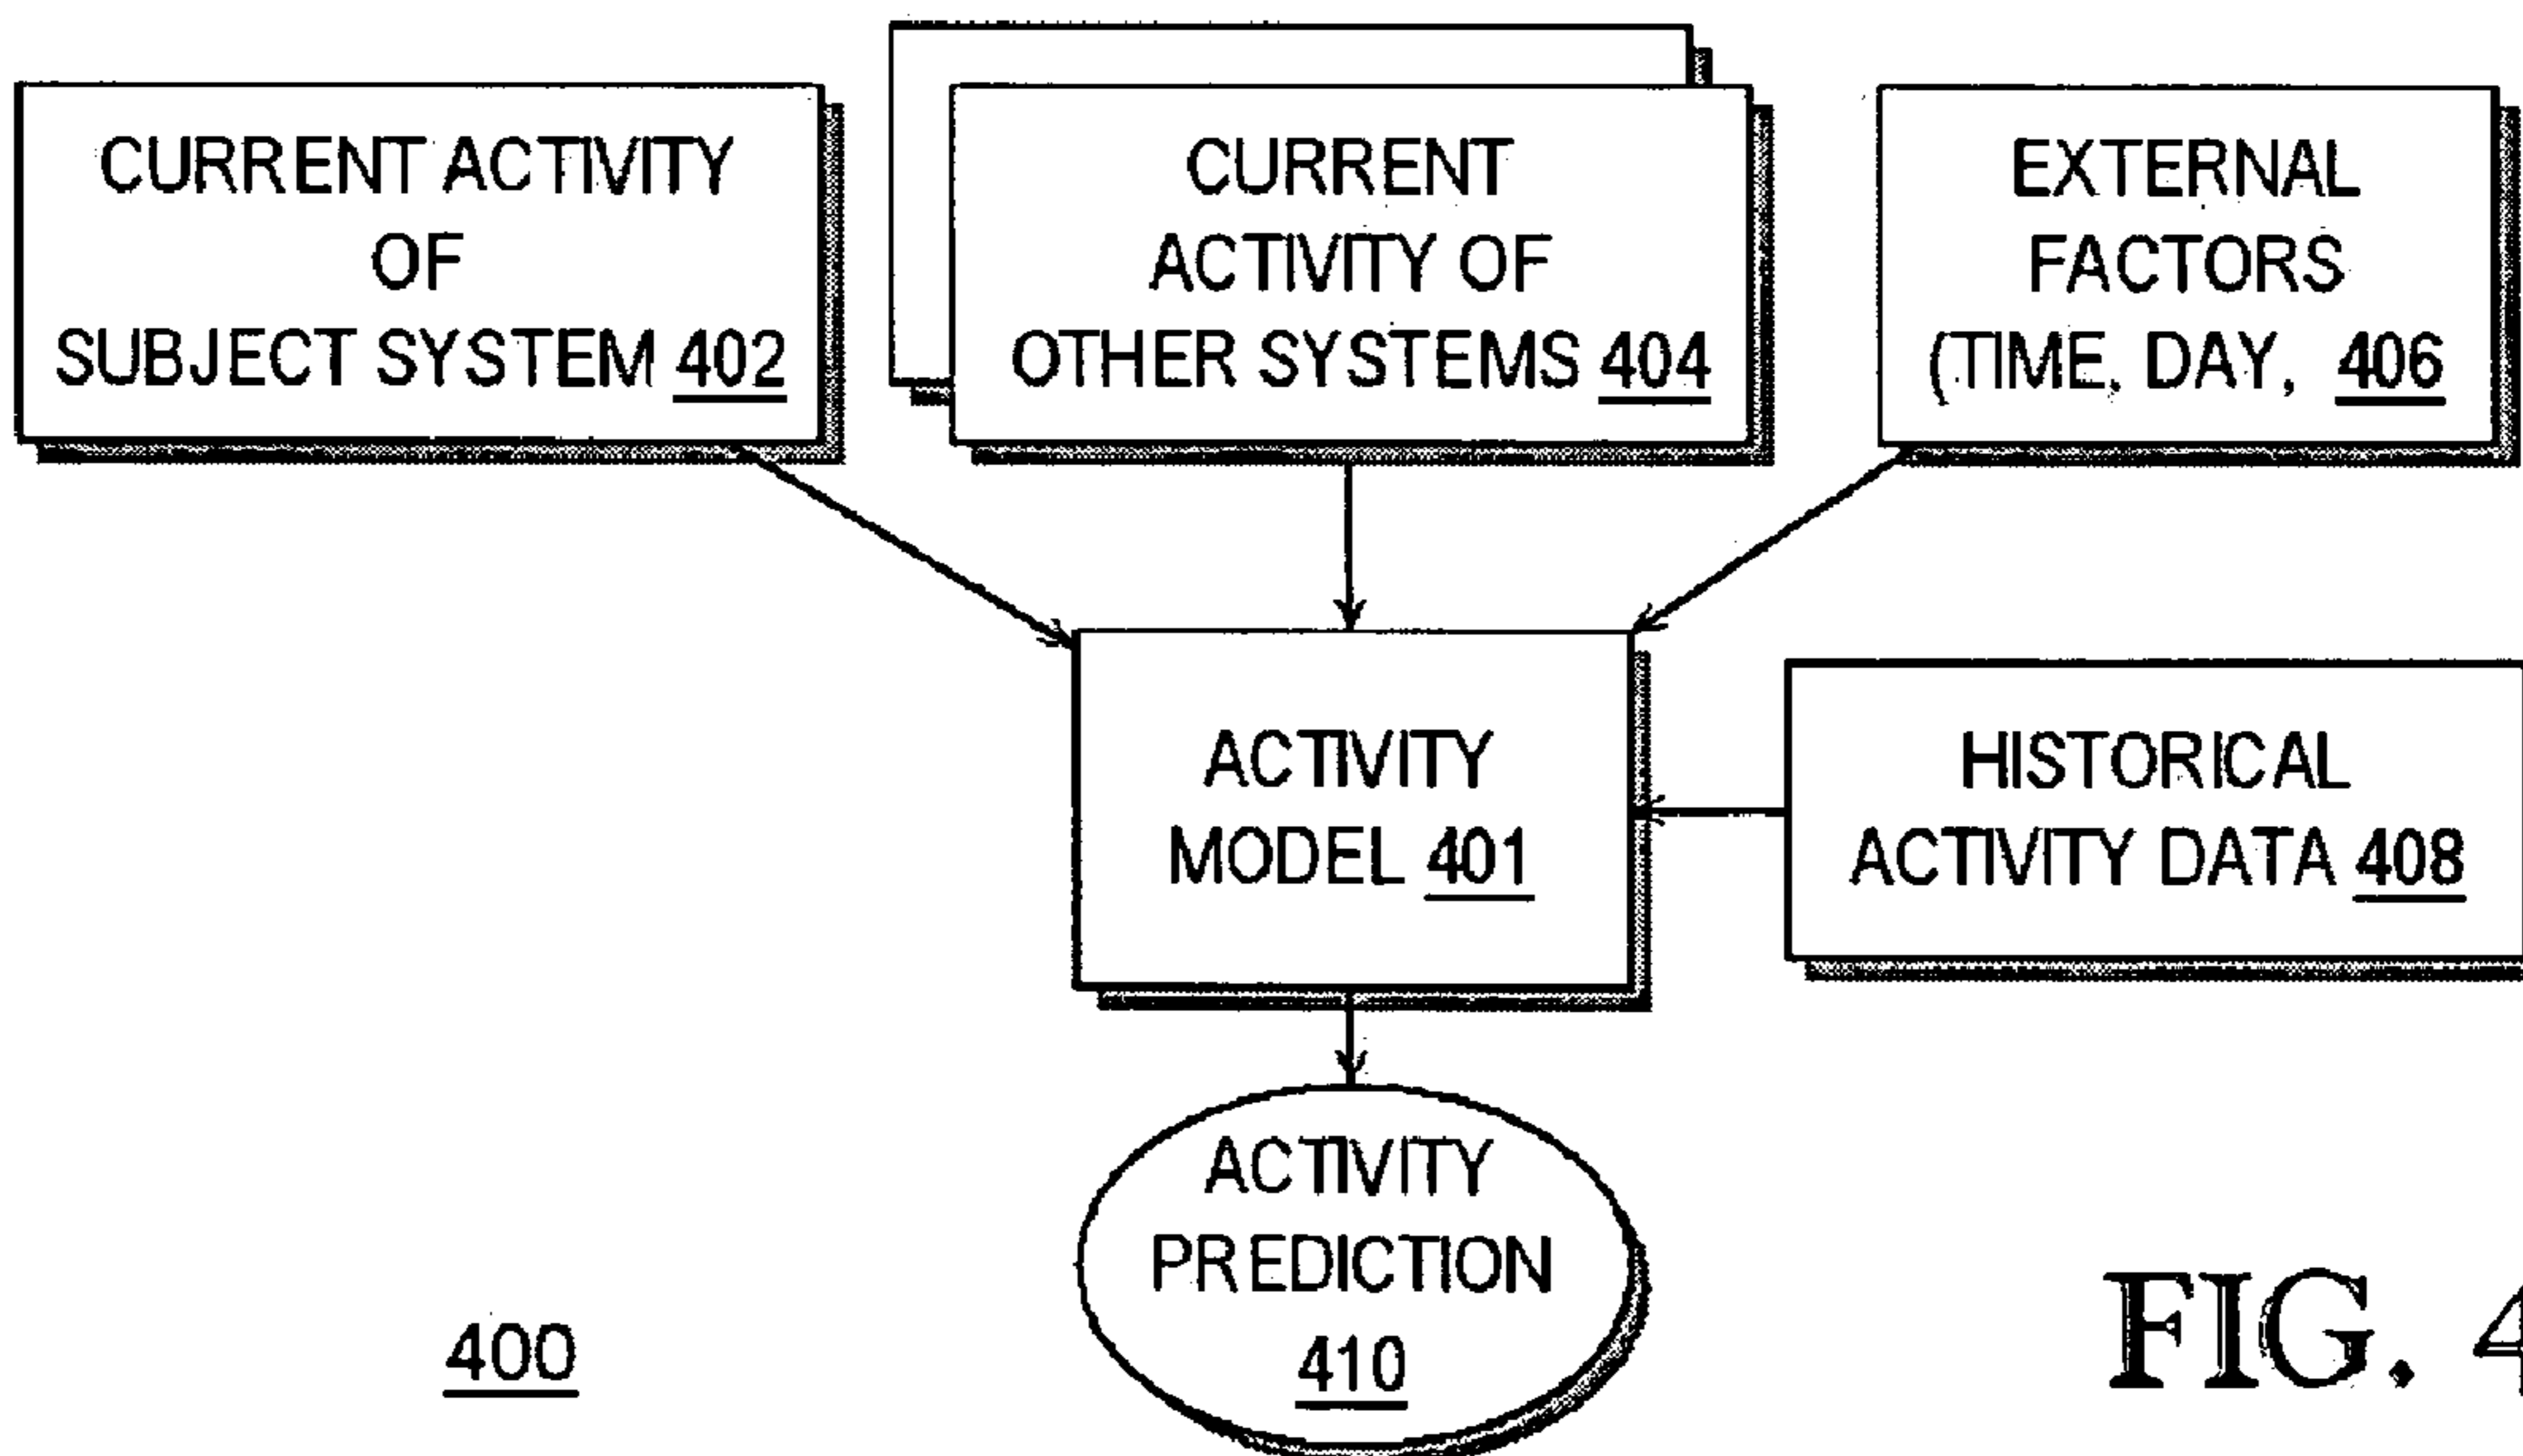 CURRENT ACTIVITY
OF
SUBJECT SYSTEM 402
CURRENT
ACTIVITY OF
OTHER SYSTEMS 404
EXTERNAL
FACTORS
(TIME, DAY, 406
ACTIVITY
MODEL 401
HISTORICAL
ACTIVITY DATA 408
ACTIVITY
PREDICTION
410
400
FIG. 4